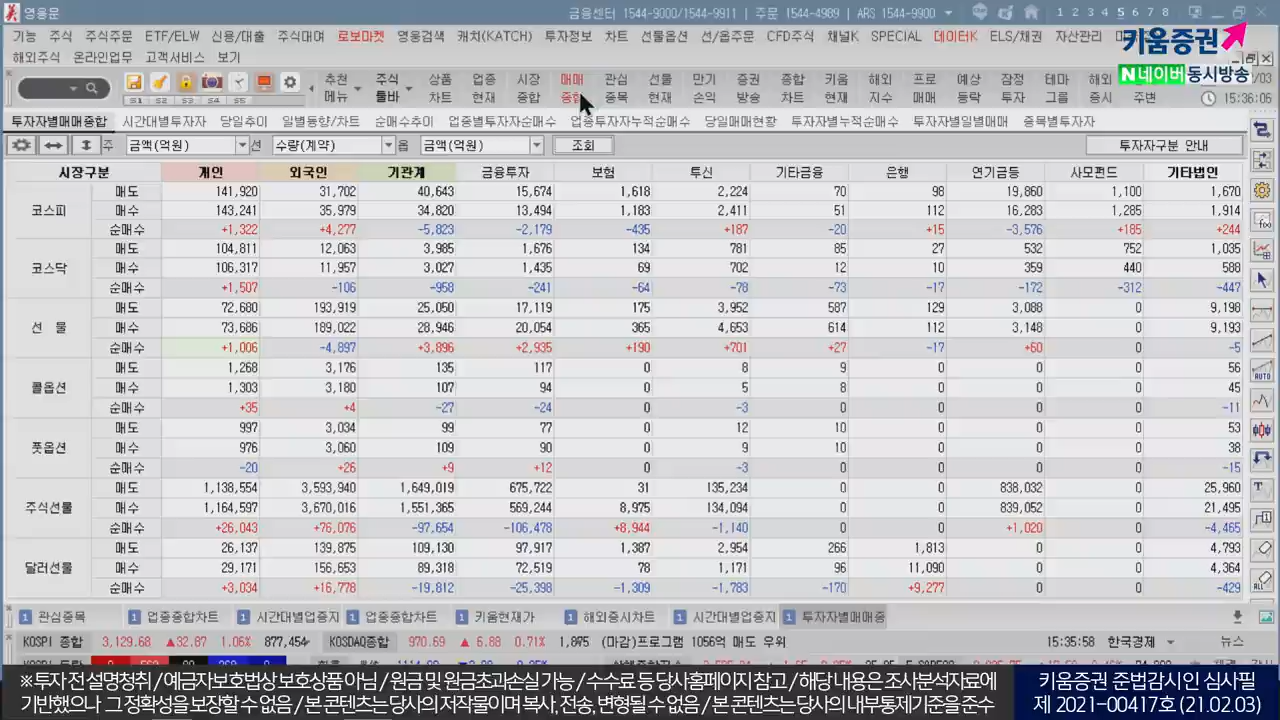 영웅문 금융센터 1544-9000/1544-9911 | 주문 1544-4989 | ARS 1544-9900 1 2 3 4 5 6 7 8
기능 주식 주식주문 ETF/ELW 신용/대출 주식대여 로보마켓 영웅검색 캐치(KATCH) 투자정보 차트 선물옵션 선/옵주문 CFD주식 채널K SPECIAL 데이터K ELS/채권 자산관리
키움증권
해외주식 온라인업무 고객서비스 보기
N네이버동시방송
추천 주식 상품 업종 시장 매매 관심 선물 만기 증권 종합 키움 해외 프로 예상 잠정 테마 해외
메뉴 툴바 차트 현재 종합 종합 종목 현재 손익 방송 차트 현재 지수 매매 등락 투자 그룹 증시 주변 15:36:06
S1 S2 S3 S4 S5
투자자별매매종합 시간대별투자자 당일추이 일별동향/차트 순매수추이 업종별투자자순매수 업종투자자누적순매수 당일매매현황 투자자별누적순매수 투자자별일별매매 종목별투자자
주 금액(억원) 선 수량(계약) 옵 금액(억원) 조회 투자자구분 안내
시장구분 개인 외국인 기관계 금융투자 보험 투신 기타금융 은행 연기금등 사모펀드 기타법인
매도 141,920 31,702 40,643 15,674 1,618 2,224 70 98 19,860 1,100 1,670
코스피 매수 143,241 35,979 34,820 13,494 1,183 2,411 51 112 16,283 1,285 1,914
순매수 +1,322 +4,277 -5,823 -2,179 -435 +187 -20 +15 -3,576 +185 +244
매도 104,811 12,063 3,985 1,676 134 781 85 27 532 752 1,035
코스닥 매수 106,317 11,957 3,027 1,435 69 702 12 10 359 440 588
순매수 +1,507 -106 -958 -241 -64 -78 -73 -17 -172 -312 -447
매도 72,680 193,919 25,050 17,119 175 3,952 587 129 3,088 0 9,198
선 물 매수 73,686 189,022 28,946 20,054 365 4,653 614 112 3,148 0 9,193
순매수 +1,006 -4,897 +3,896 +2,935 +190 +701 +27 -17 +60 0 -5
매도 1,268 3,176 135 117 0 8 9 0 0 0 56
콜옵션 매수 1,303 3,180 107 94 0 5 8 0 0 0 45
순매수 +35 +4 -27 -24 0 -3 0 0 0 0 -11
매도 997 3,034 99 77 0 12 10 0 0 0 53
풋옵션 매수 976 3,060 109 90 0 9 10 0 0 0 38
순매수 -20 +26 +9 +12 0 -3 0 0 0 -15
매도 1,138,554 3,593,940 1,649,019 675,722 31 135,234 0 0 838,032 0 25,960
주식선물 매수 1,164,597 3,670,016 1,551,365 569,244 8,975 134,094 0 0 839,052 0 21,495
순매수 +26,043 +76,076 -97,654 -106,478 +8,944 -1,140 0 0 +1,020 0 -4,465
매도 26,137 139,875 109,130 97,917 1,387 2,954 266 1,813 0 0 4,793
달러선물 매수 29,171 156,653 89,318 72,519 78 1,171 96 11,090 0 0 4,364
순매수 +3,034 +16,778 -19,812 -25,398 -1,309 -1,783 -170 +9,277 0 0 -429
1 관심종목 1 업종종합차트 1 시간대별업종지 1 업종종합차트 1 키움현재가 1 해외증시차트 1 시간대별업종지 1 투자자별매매종
KOSPI 종합 3,129.68 ▲32.87 1.06% 877,454 KOSDAQ종합 970.69 ▲ 6.88 0.71% 1,875 (마감)프로그램 1056억 매도 우위 15:35:58 한국경제 뉴스
※ 투자 전 설명청취 / 예금자보호법상 보호상품 아님 / 원금 및 원금초과손실 가능 / 수수료 등 당사홈페이지 참고 / 해당 내용은 조사분석자료에
기반했으나 그 정확성을 보장할 수 없음 / 본 콘텐츠는 당사의 저작물이며 복사, 전송, 변형될 수 없음 / 본 콘텐츠는 당사의 내부통제기준을 준수
키움증권 준법감시인 심사필
제 2021-00417호 (21.02.03)